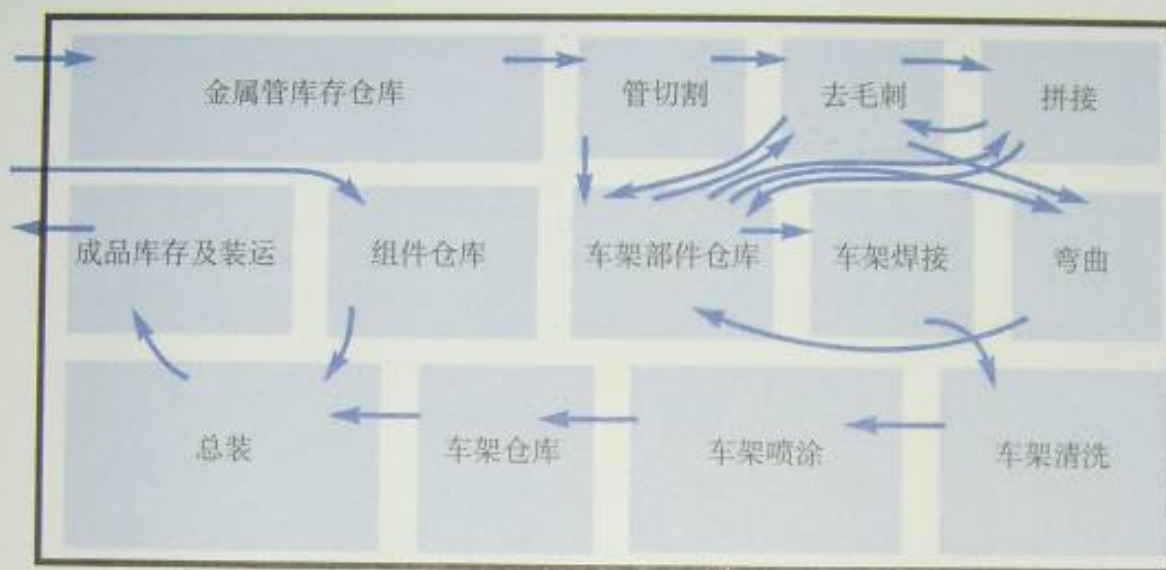 金属管库存仓库
管切割
去毛刺
拼接
成品库存及装运
组件仓库
车架部件仓库
车架焊接
弯曲
总装
车架仓库
车架喷涂
车架清洗